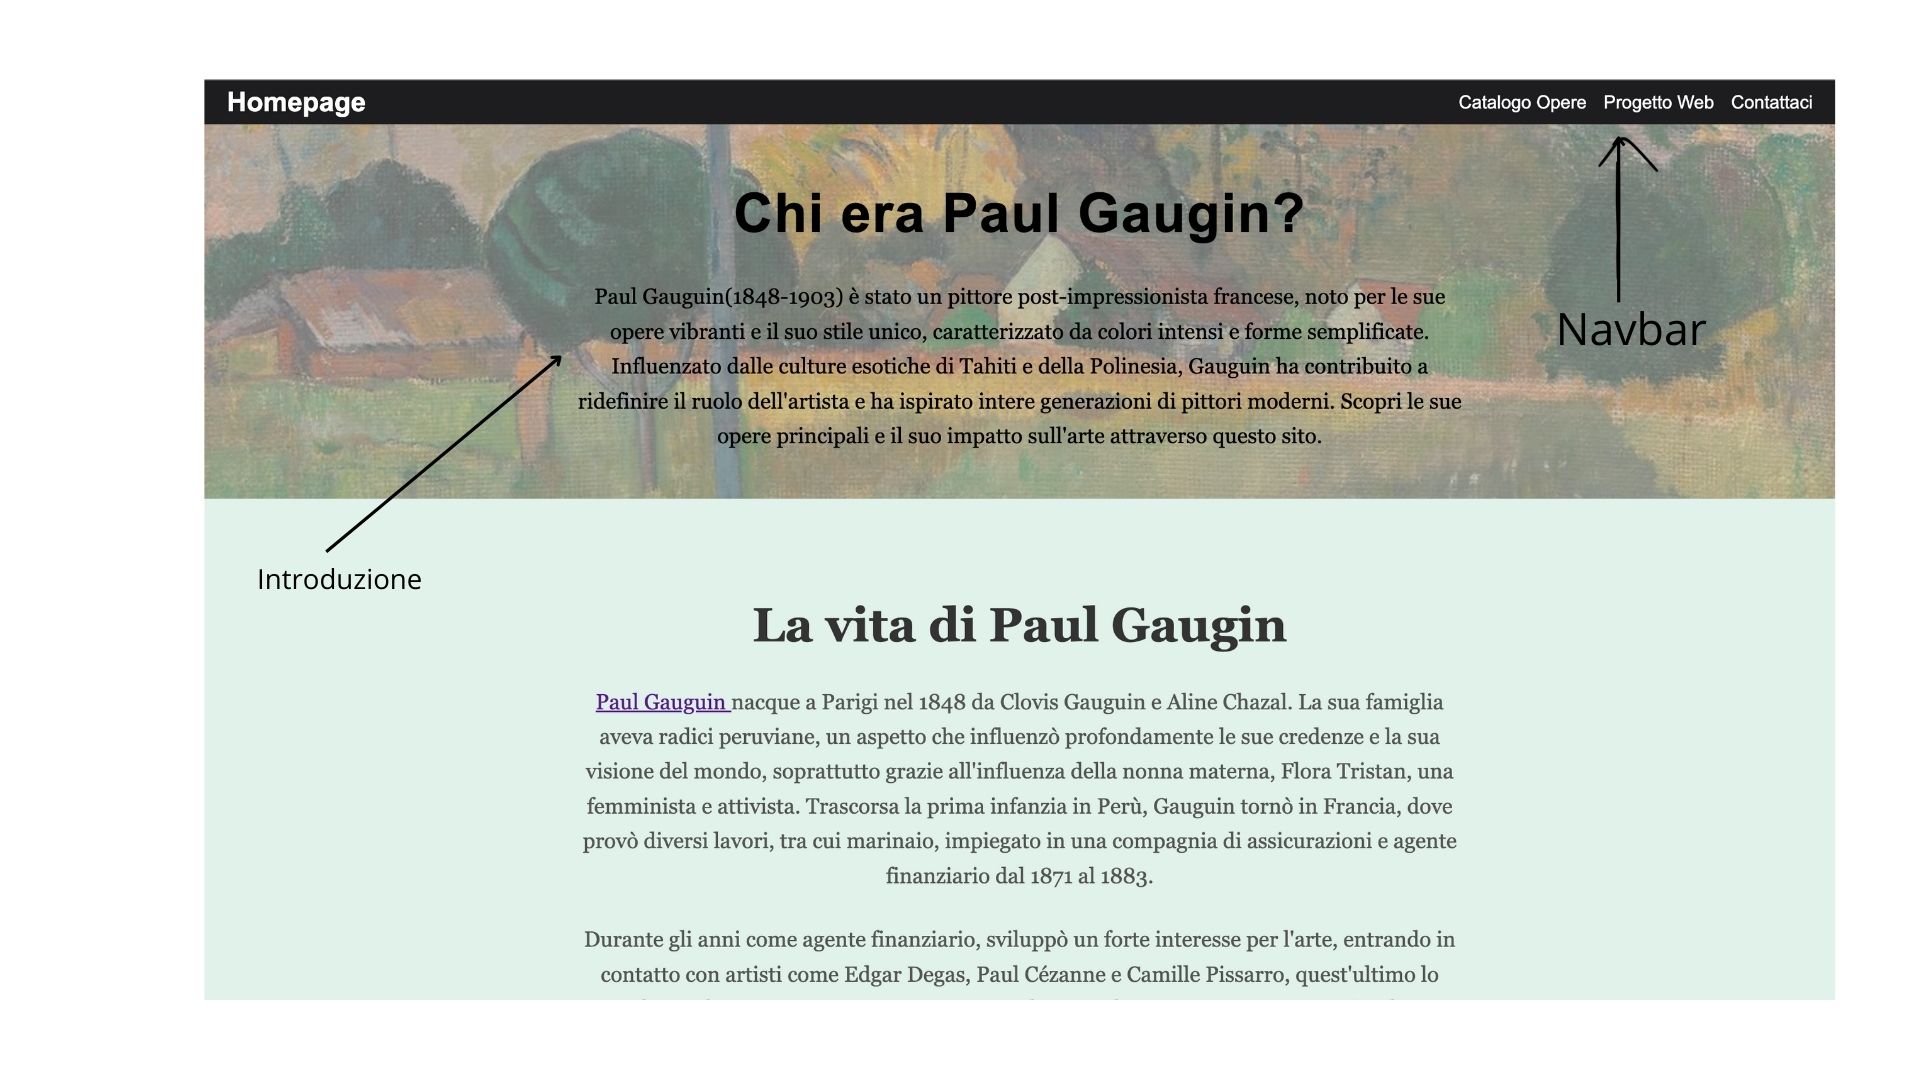 Homepage
Catalogo Opere Progetto Web Contattaci
Chi era Paul Gaugin?
Paul Gauguin(1848-1903) è stato un pittore post-impressionista francese, noto per le sue
opere vibranti e il suo stile unico, caratterizzato da colori intensi e forme semplificate.
Influenzato dalle culture esotiche di Tahiti e della Polinesia, Gauguin ha contribuito a
ridefinire il ruolo dell'artista e ha ispirato intere generazioni di pittori moderni. Scopri le sue
opere principali e il suo impatto sull'arte attraverso questo sito.
Navbar
Introduzione
La vita di Paul Gaugin
Paul Gauguin nacque a Parigi nel 1848 da Clovis Gauguin e Aline Chazal. La sua famiglia
aveva radici peruviane, un aspetto che influenzò profondamente le sue credenze e la sua
visione del mondo, soprattutto grazie all'influenza della nonna materna, Flora Tristan, una
femminista e attivista. Trascorsa la prima infanzia in Perù, Gauguin tornò in Francia, dove
provò diversi lavori, tra cui marinaio, impiegato in una compagnia di assicurazioni e agente
finanziario dal 1871 al 1883.
Durante gli anni come agente finanziario, sviluppò un forte interesse per l'arte, entrando in
contatto con artisti come Edgar Degas, Paul Cézanne e Camille Pissarro, quest'ultimo lo